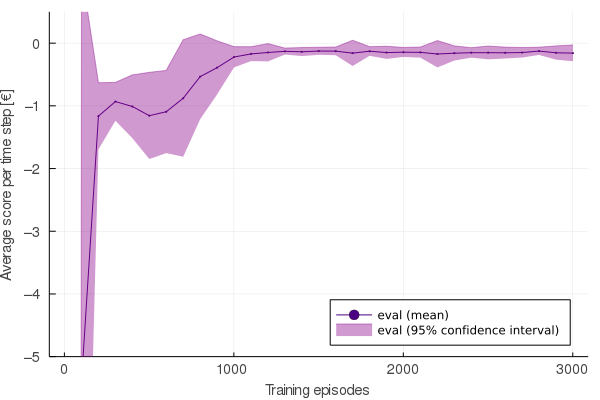 Average score per time step [€]
0
−1
−2
−3
−4
−5
0
1000
2000
3000
Training episodes
eval (mean)
eval (95% confidence interval)